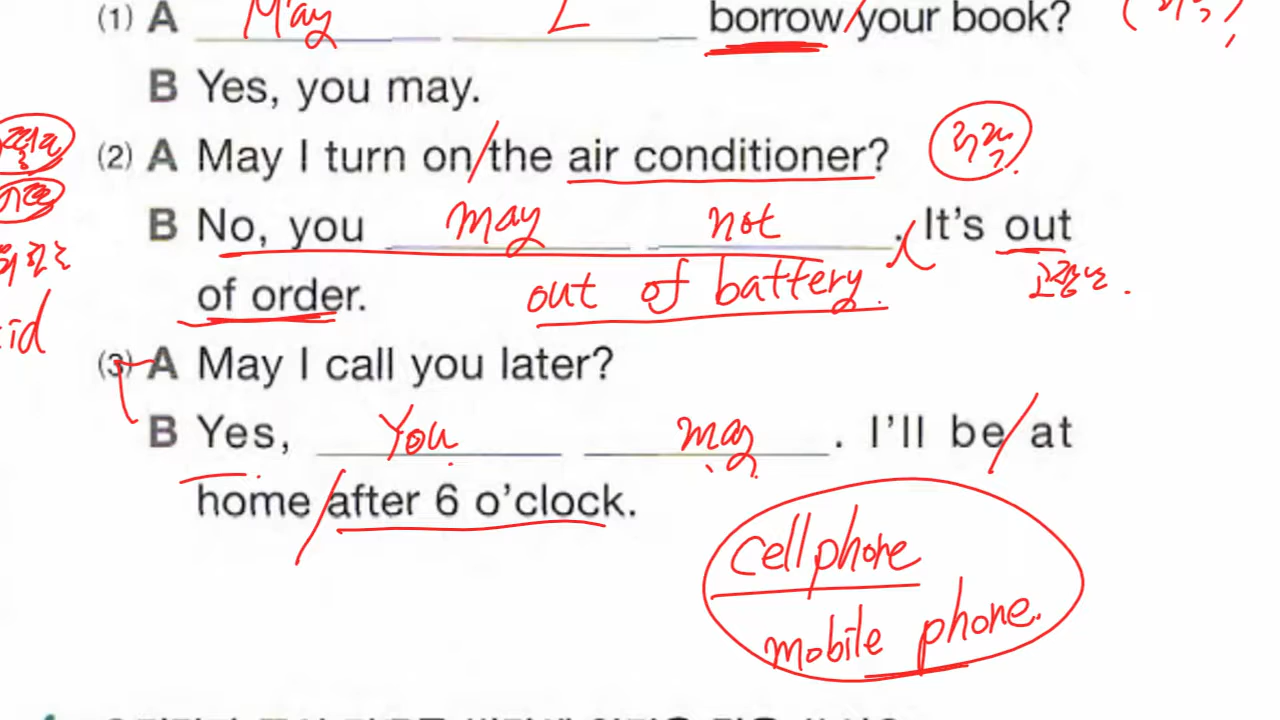 (1) A May I borrow/your book?
B Yes, you may.
(2) A May I turn on/the air conditioner? 허락
B No, you may not. It's out
of order. out of battery. 고장난.
(3) A May I call you later?
B Yes, you may. I'll be/at
home/after 6 o'clock.
cellphone
mobile phone.